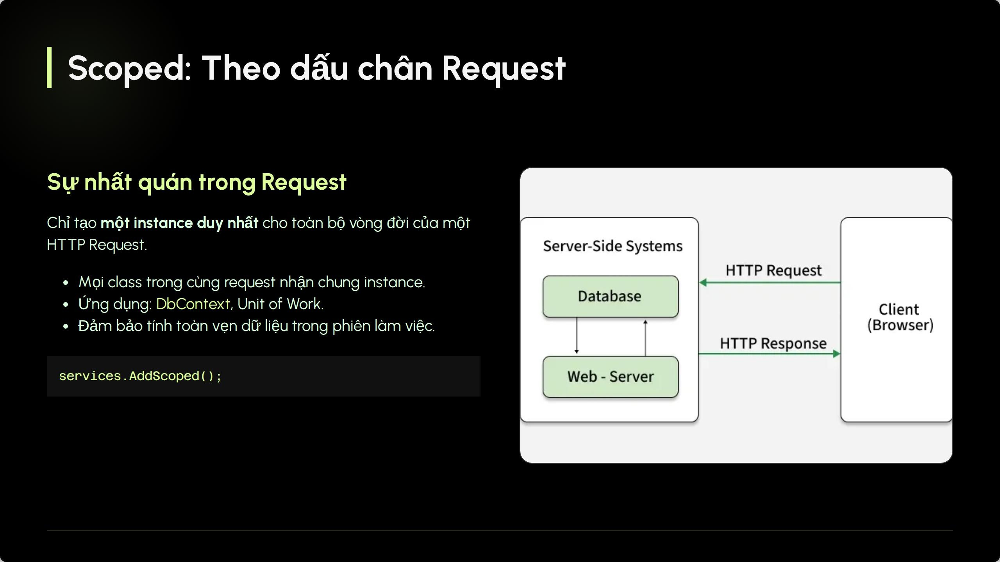 Scoped: Theo dấu chân Request
Sự nhất quán trong Request
Chỉ tạo một instance duy nhất cho toàn bộ vòng đời của một
HTTP Request.
Mọi class trong cùng request nhận chung instance.
Ứng dụng: DbContext, Unit of Work.
Đảm bảo tính toàn vẹn dữ liệu trong phiên làm việc.
services.AddScoped();
Server-Side Systems
Database
Web - Server
HTTP Request
HTTP Response
Client
(Browser)